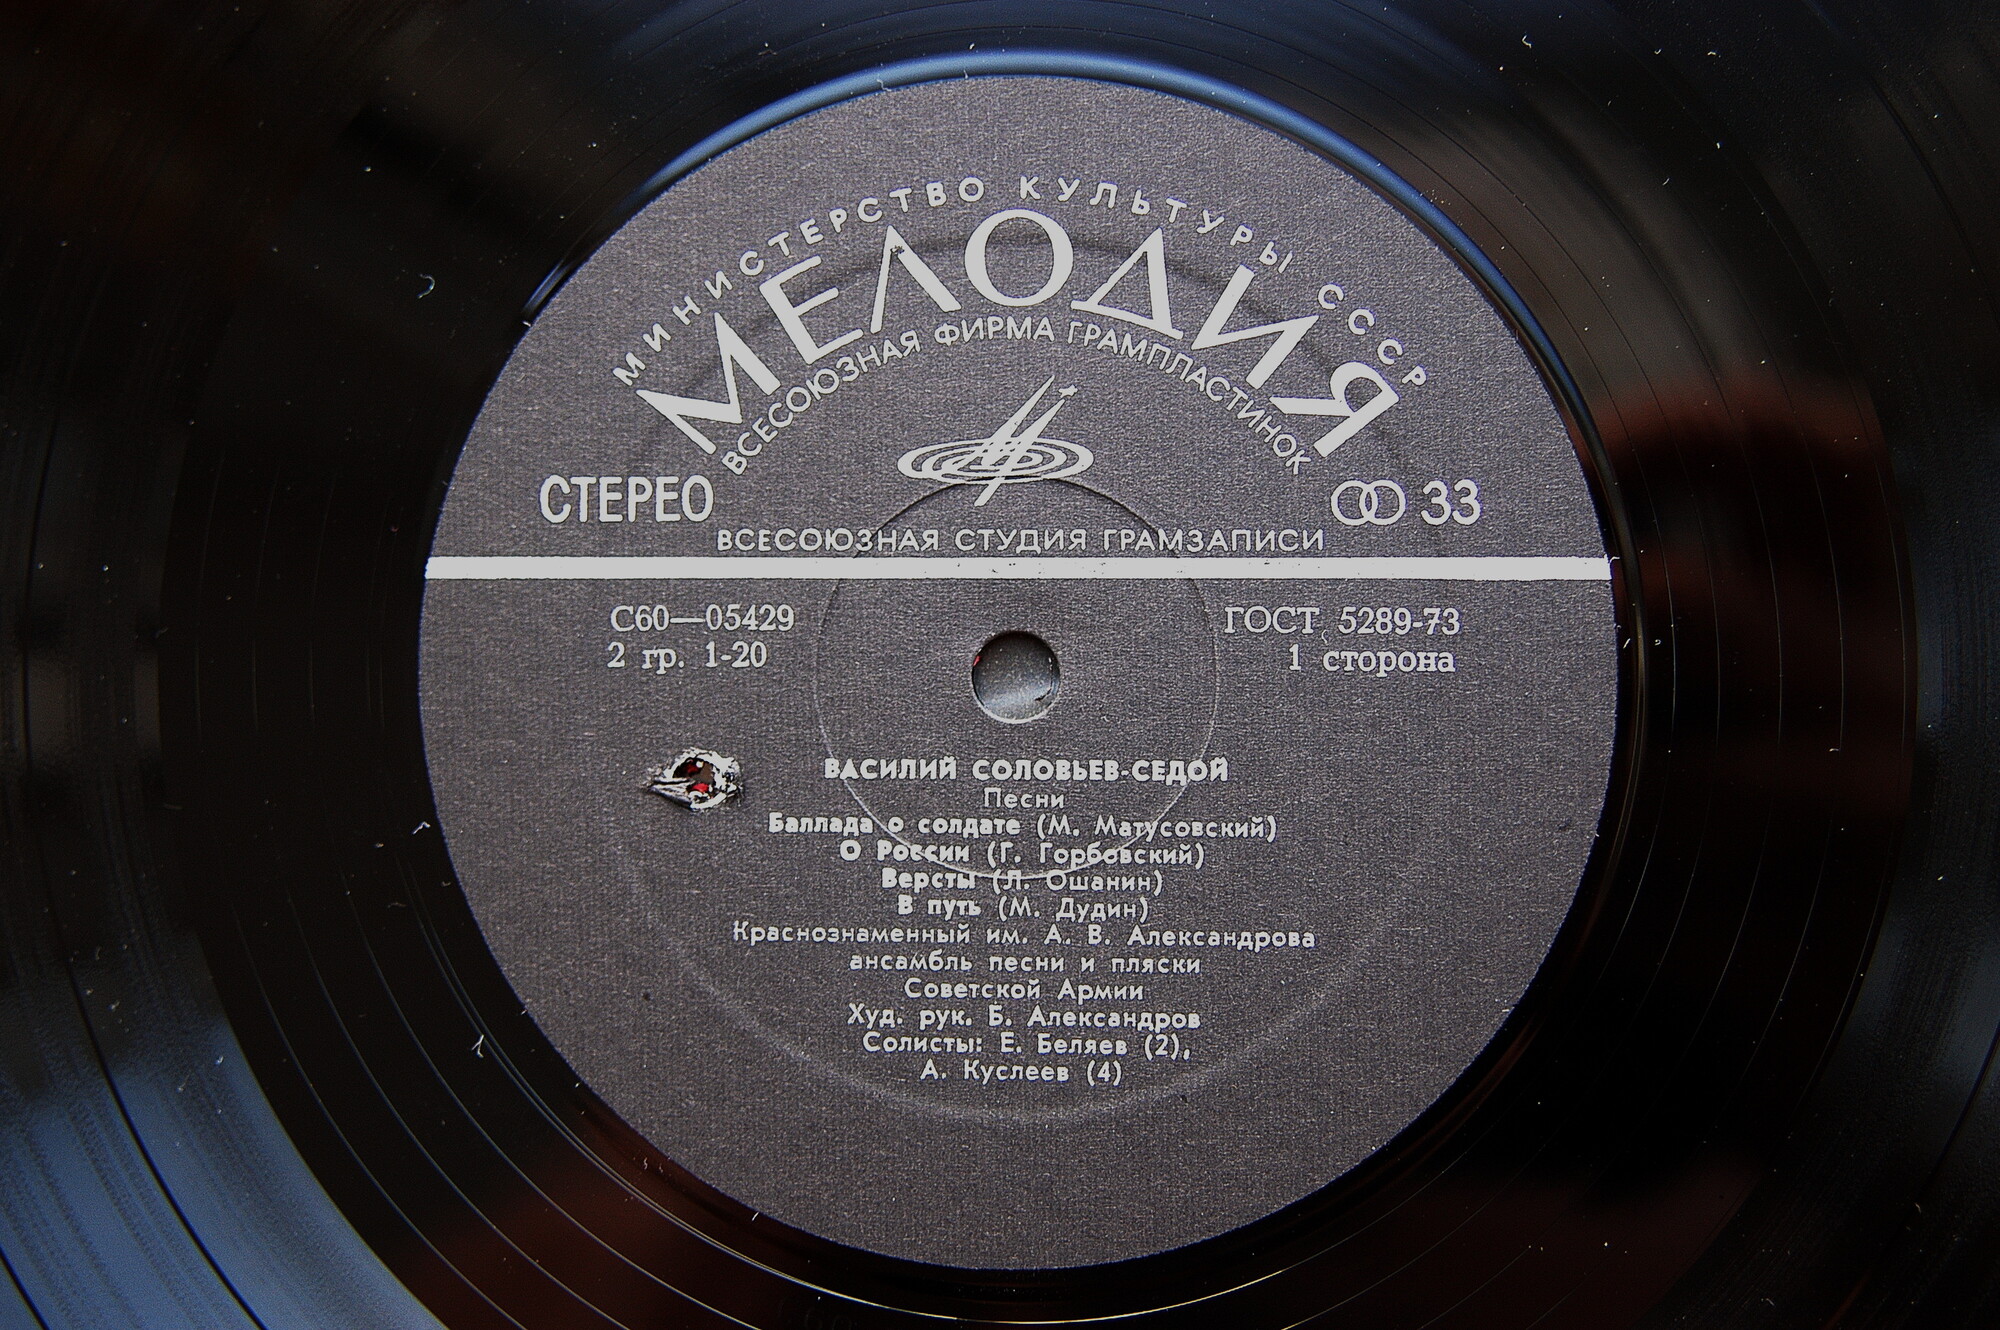 МИНИСТЕРСТВО КУЛЬТУРЫ СССР
МЕЛОДИЯ
ВСЕСОЮЗНАЯ ФИРМА ГРАМПЛАСТИНОК
СТЕРЕО
33
ВСЕСОЮЗНАЯ СТУДИЯ ГРАМЗАПИСИ
С60—05429
ГОСТ 5289-73
2 гр. 1-20
1 сторона
ВАСИЛИЙ СОЛОВЬЕВ-СЕДОЙ
Песни
Баллада о солдате (М. Матусовский)
О России (Г. Горбовский)
Версты (Л. Ошанин)
В путь (М. Дудин)
Краснознаменный им. А. В. Александрова
ансамбль песни и пляски
Советской Армии
Худ. рук. Б. Александров
Солисты: Е. Беляев (2),
А. Куслеев (4)